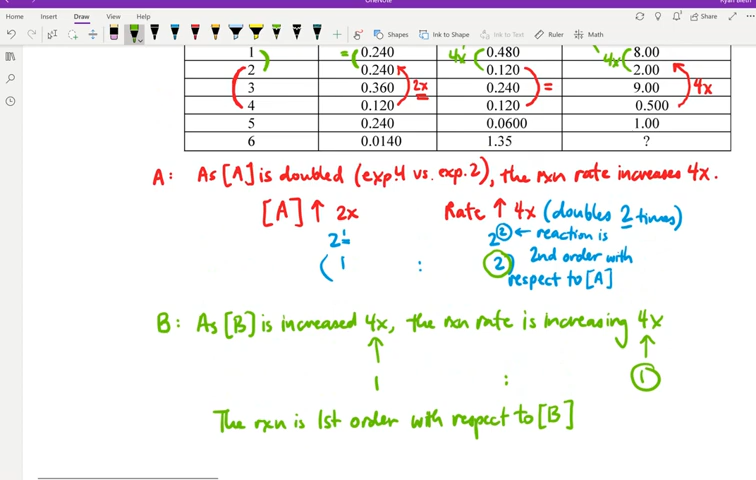 OneNote
Ryan Beth
Home Insert Draw View Help Share
Shapes Ink to Shape Ink to Text Ruler Math
1 0.240 0.480 8.00
= 4x 4x
2 0.240 0.120 2.00
3 0.360 0.240 9.00
2x = 4x
4 0.120 0.120 0.500
5 0.240 0.0600 1.00
6 0.0140 1.35 ?
A: As [A] is doubled (exp.4 vs. exp.2), the rxn rate increases 4x.
[A] ↑ 2x Rate ↑ 4x (doubles 2 times)
2¹ 2² ← reaction is
( 1 : 2) 2nd order with
respect to [A]
B: As [B] is increased 4x, the rxn rate is increasing 4x
1 : 1
The rxn is 1st order with respect to [B]